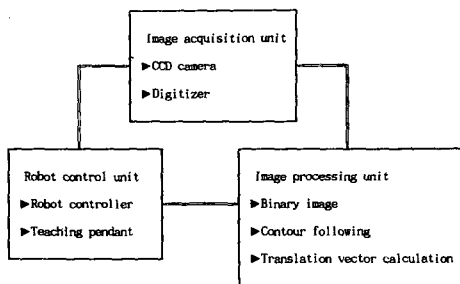 Image acquisition unit
►CCD camera
►Digitizer
Robot control unit
►Robot controller
►Teaching pendant
Image processing unit
►Binary image
►Contour following
►Translation vector calculation